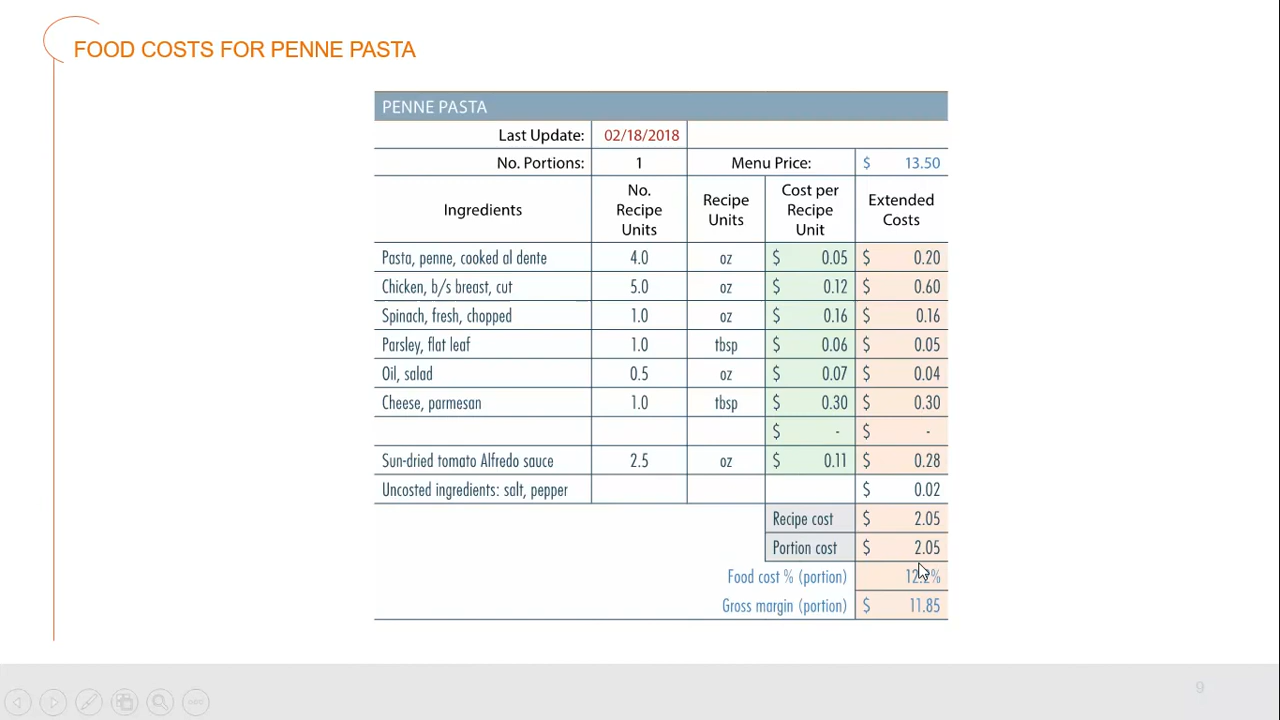 FOOD COSTS FOR PENNE PASTA
PENNE PASTA
Last Update: 02/18/2018
No. Portions: 1 Menu Price: $ 13.50
Ingredients No. Recipe Units Recipe Units Cost per Recipe Unit Extended Costs
Pasta, penne, cooked al dente 4.0 oz $ 0.05 $ 0.20
Chicken, b/s breast, cut 5.0 oz $ 0.12 $ 0.60
Spinach, fresh, chopped 1.0 oz $ 0.16 $ 0.16
Parsley, flat leaf 1.0 tbsp $ 0.06 $ 0.05
Oil, salad 0.5 oz $ 0.07 $ 0.04
Cheese, parmesan 1.0 tbsp $ 0.30 $ 0.30
$ - $ -
Sun-dried tomato Alfredo sauce 2.5 oz $ 0.11 $ 0.28
Uncosted ingredients: salt, pepper $ 0.02
Recipe cost $ 2.05
Portion cost $ 2.05
Food cost % (portion)
Gross margin (portion) $ 11.85
9